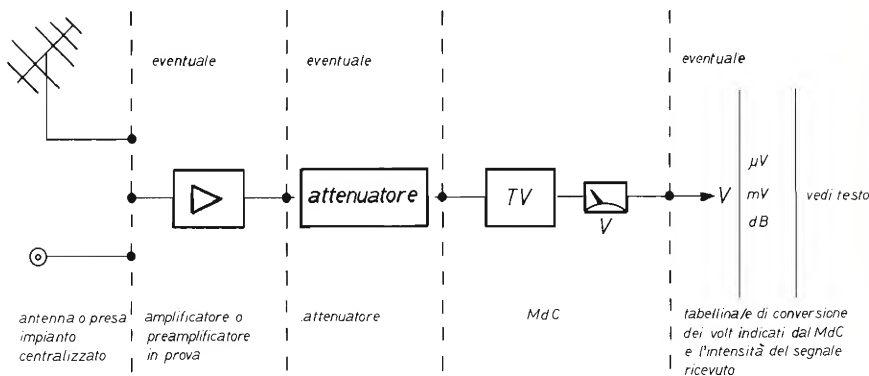 eventuale
eventuale
eventuale
attenuatore
TV
V
V
µV
mV
dB
vedi testo
antenna o presa
impianto
centralizzato
amplificatore o
preamplificatore
in prova
attenuatore
MdC
tabellina/e di conversione
dei volt indicati dal MdC
e l'intensità del segnale
ricevuto